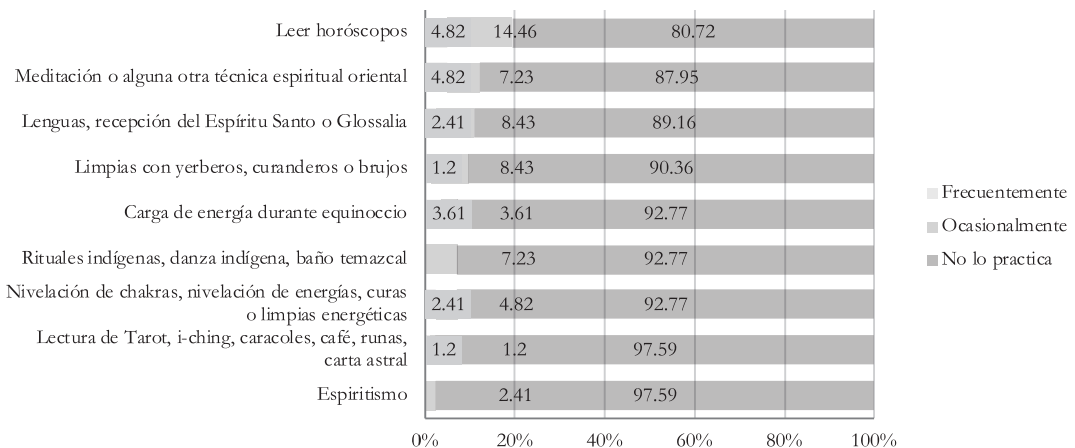 Leer horóscopos 4.82 14.46 80.72
Meditación o alguna otra técnica espiritual oriental 4.82 7.23 87.95
Lenguas, recepción del Espíritu Santo o Glossalia 2.41 8.43 89.16
Limpias con yerberos, curanderos o brujos 1.2 8.43 90.36
Carga de energía durante equinoccio 3.61 3.61 92.77
Rituales indígenas, danza indígena, baño temazcal 7.23 92.77
Nivelación de chakras, nivelación de energías, curas
o limpias energéticas 2.41 4.82 92.77
Lectura de Tarot, i-ching, caracoles, café, runas,
carta astral 1.2 1.2 97.59
Espiritismo 2.41 97.59
0% 20% 40% 60% 80% 100%
Frecuentemente
Ocasionalmente
No lo practica